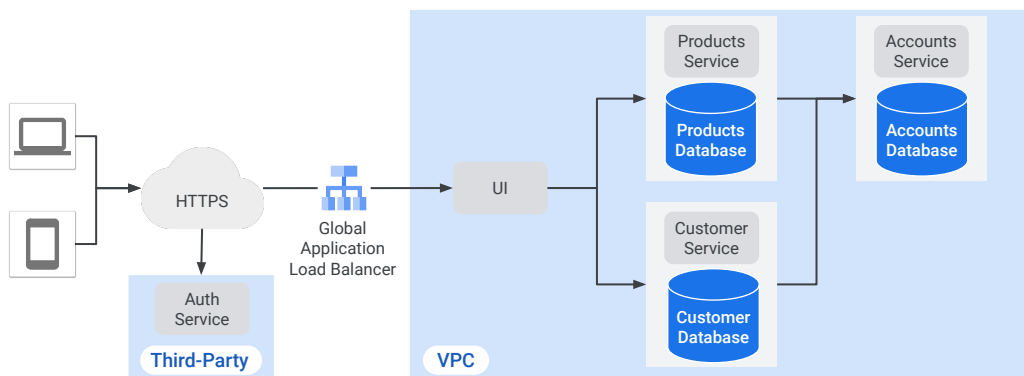 HTTPS
Auth
Service
Third-Party
Global
Application
Load Balancer
VPC
UI
Products
Service
Products
Database
Customer
Service
Customer
Database
Accounts
Service
Accounts
Database